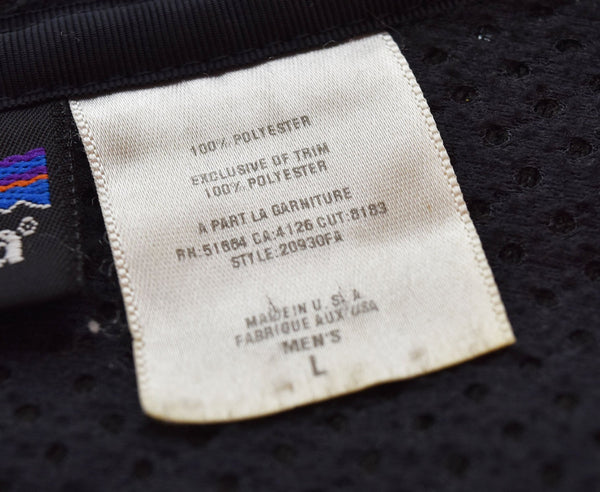 100% POLYESTER
EXCLUSIVE OF TRIM
100% POLYESTER
A PART LA GARNITURE
RN:51884 CA:4126 CUT:8183
STYLE:20930FA
MADE IN U.S.A
FABRIQUE AUX USA
MEN'S
L
a®